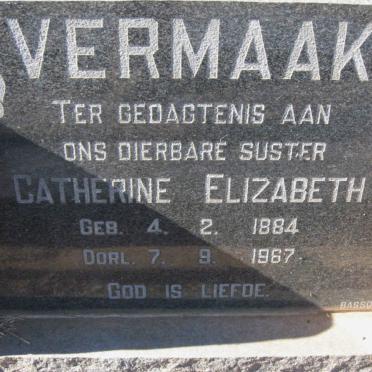 VERMAAK
TER GEDAGTENIS AAN
ONS DIERBARE SUSTER
CATHERINE ELIZABETH
GEB. 4. 2. 1884
OORL. 7. 9. 1967.
GOD IS LIEFDE.